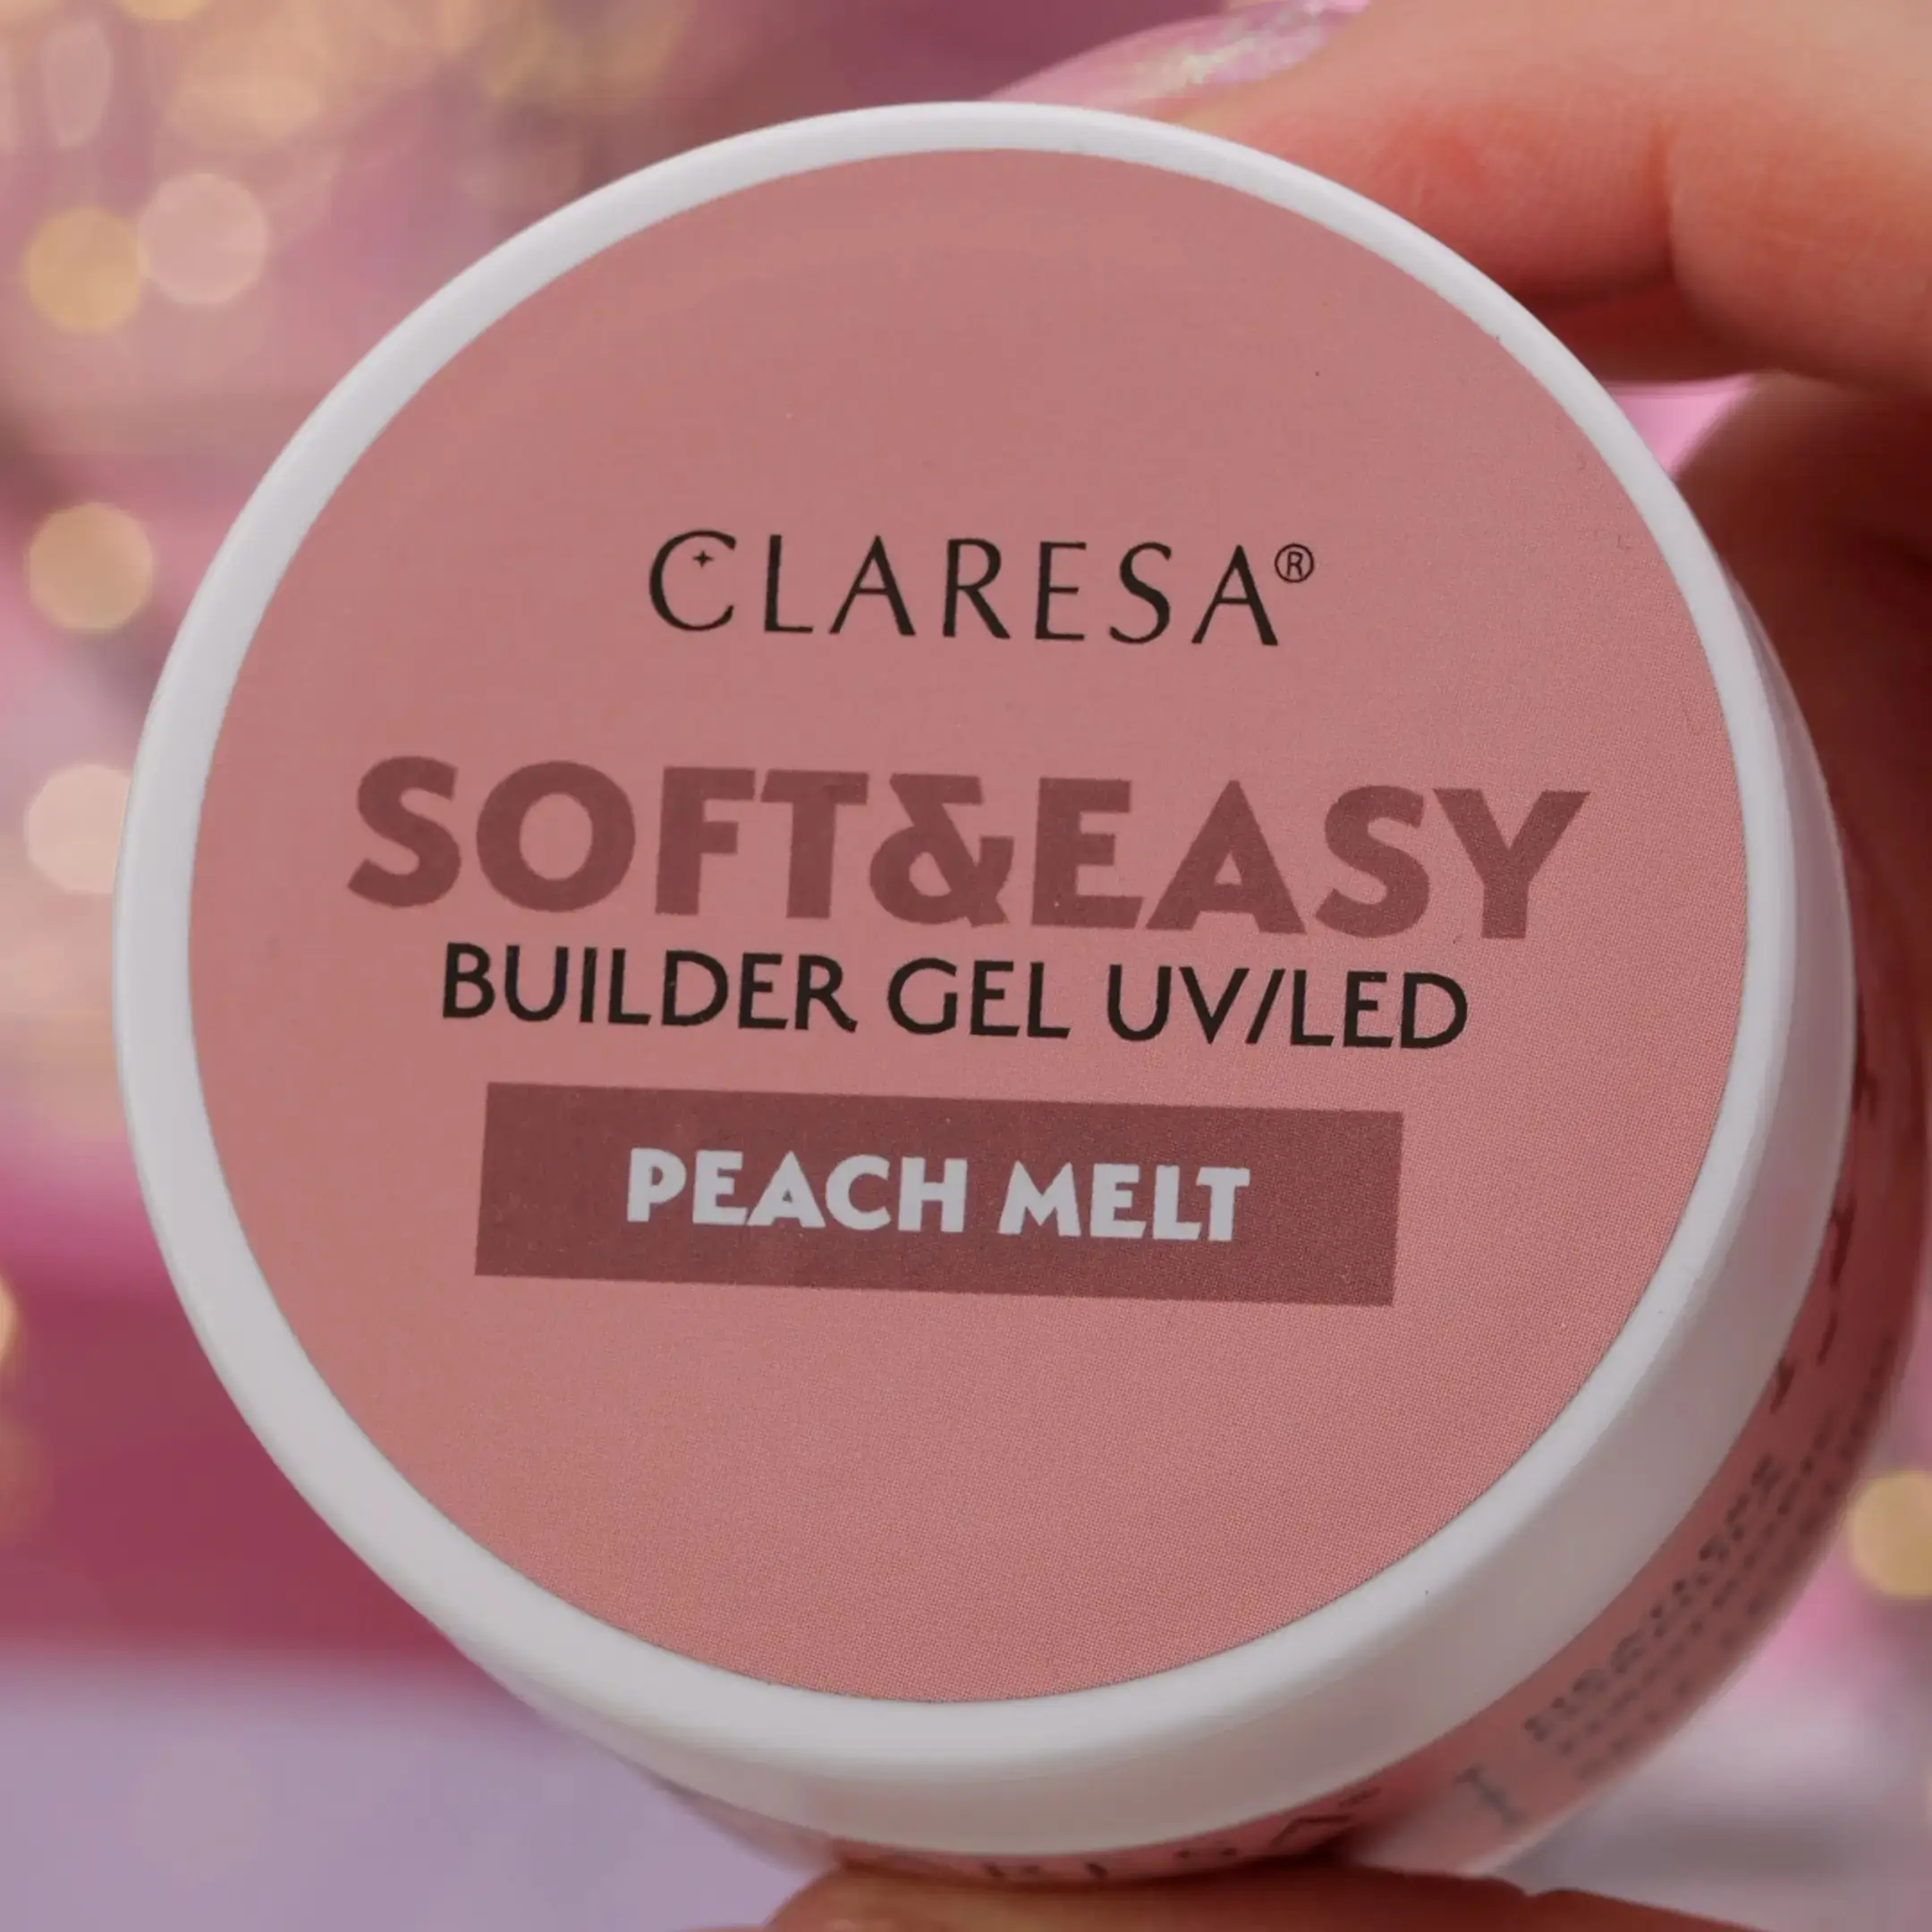 CLARESA®
SOFT&EASY
BUILDER GEL UV/LED
PEACH MELT